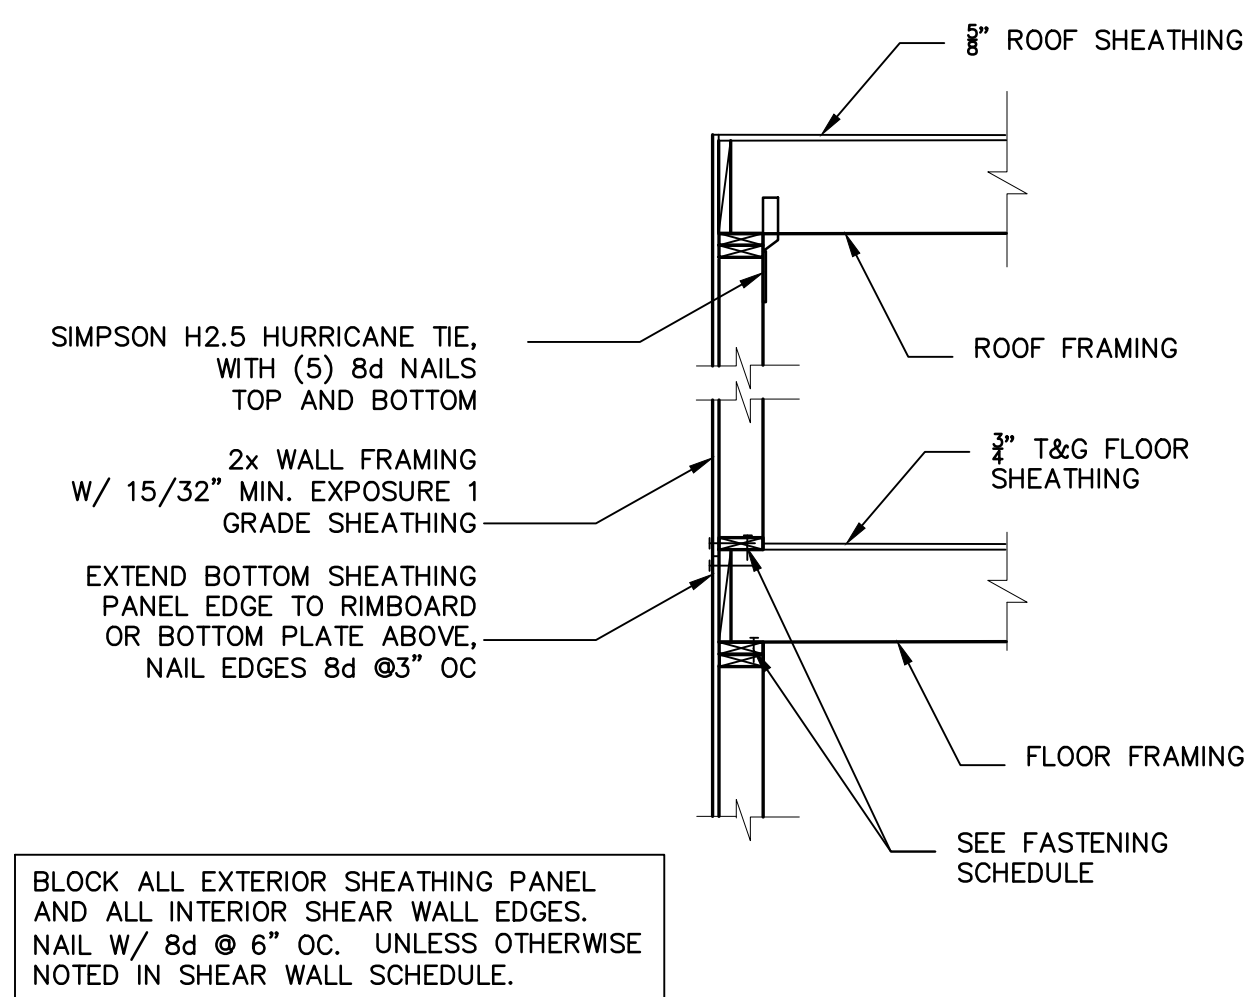 5/8” ROOF SHEATHING
SIMPSON H2.5 HURRICANE TIE,
WITH (5) 8d NAILS
TOP AND BOTTOM
ROOF FRAMING
2x WALL FRAMING
W/ 15/32” MIN. EXPOSURE 1
GRADE SHEATHING
3/4” T&G FLOOR
SHEATHING
EXTEND BOTTOM SHEATHING
PANEL EDGE TO RIMBOARD
OR BOTTOM PLATE ABOVE,
NAIL EDGES 8d @3” OC
FLOOR FRAMING
SEE FASTENING
SCHEDULE
BLOCK ALL EXTERIOR SHEATHING PANEL
AND ALL INTERIOR SHEAR WALL EDGES.
NAIL W/ 8d @ 6” OC. UNLESS OTHERWISE
NOTED IN SHEAR WALL SCHEDULE.